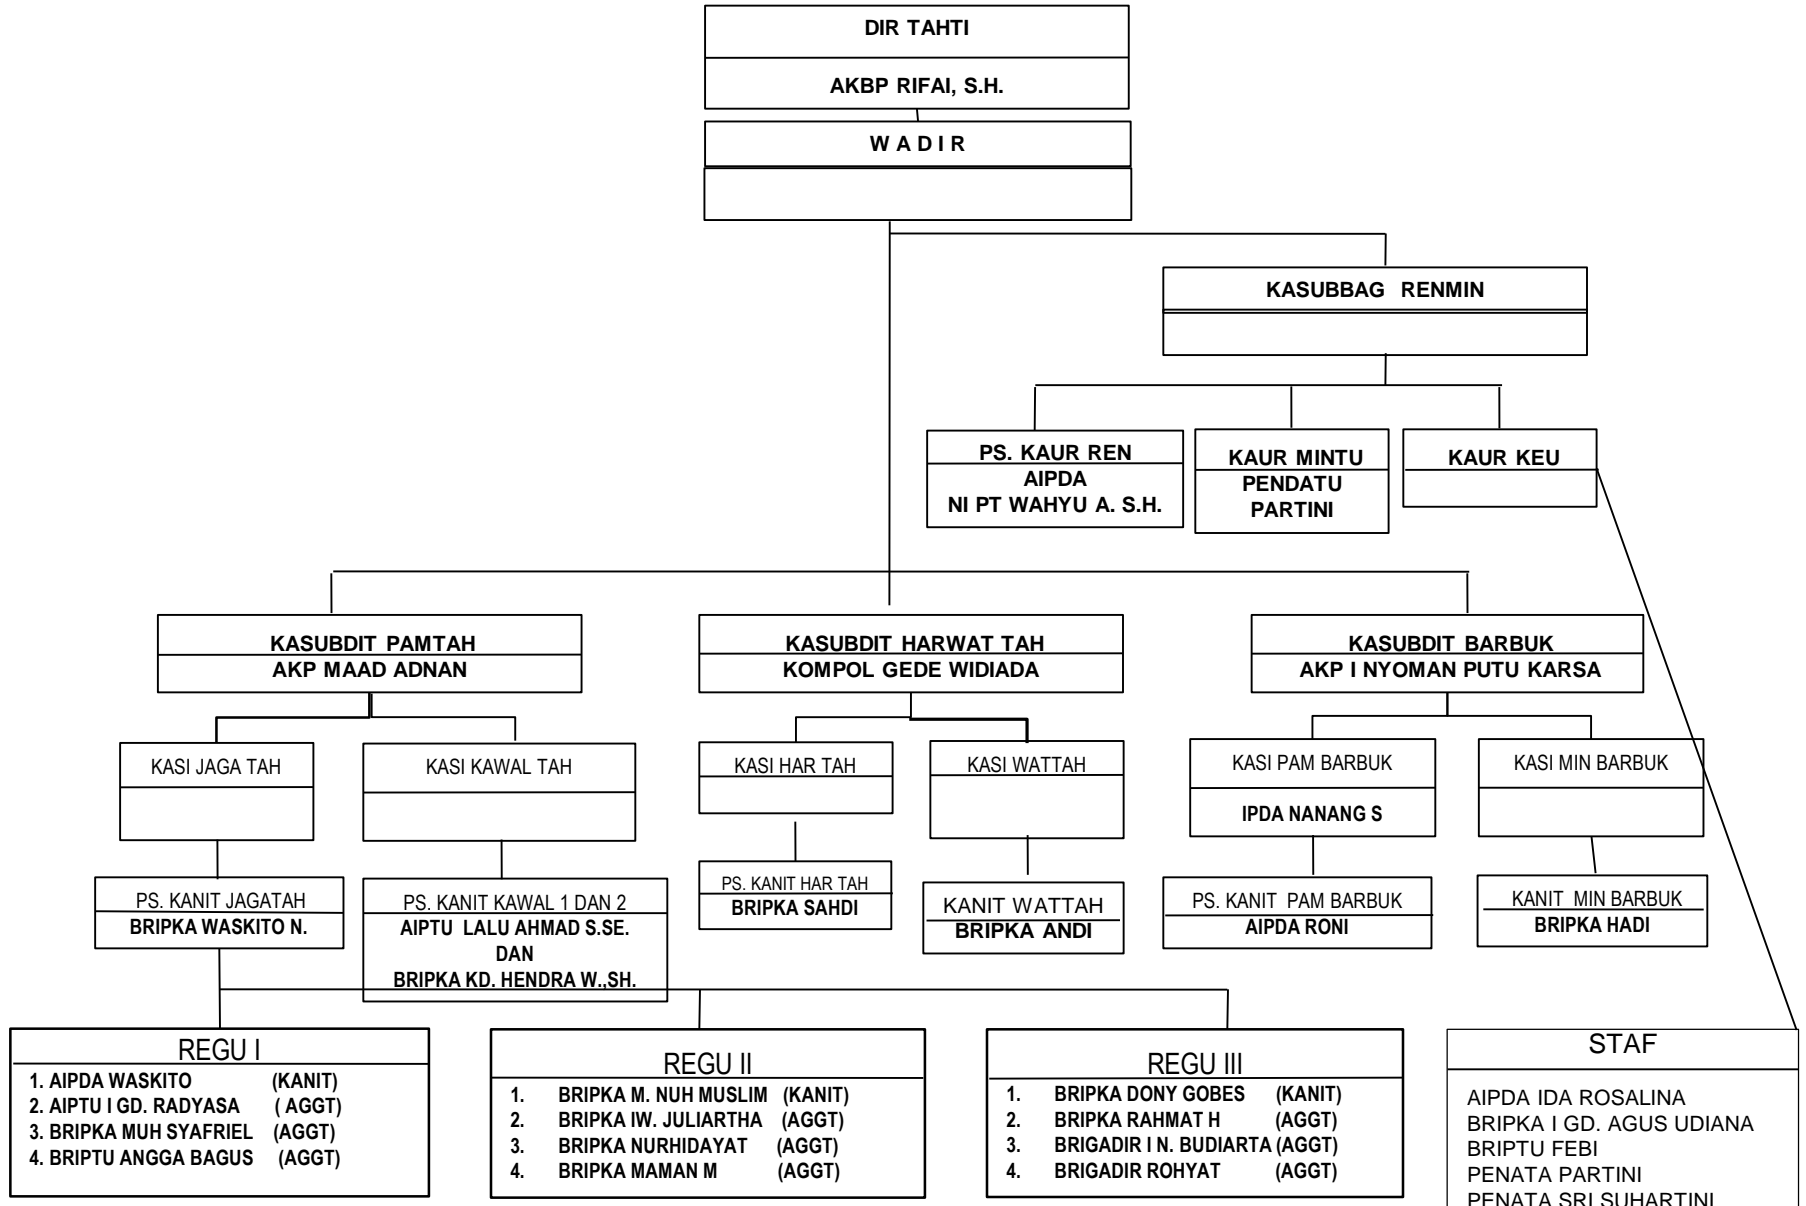 DIR TAHTI
AKBP RIFAI, S.H.
W A D I R
KASUBBAG RENMIN
PS. KAUR REN
AIPDA
NI PT WAHYU A. S.H.
KAUR MINTU
PENDATU
PARTINI
KAUR KEU
KASUBDIT PAMTAH
AKP MAAD ADNAN
KASUBDIT HARWAT TAH
KOMPOL GEDE WIDIADA
KASUBDIT BARBUK
AKP I NYOMAN PUTU KARSA
KASI JAGA TAH
KASI KAWAL TAH
KASI HAR TAH
KASI WATTAH
KASI PAM BARBUK
IPDA NANANG S
KASI MIN BARBUK
PS. KANIT JAGATAH
BRIPKA WASKITO N.
PS. KANIT KAWAL 1 DAN 2
AIPTU LALU AHMAD S.SE.
DAN
BRIPKA KD. HENDRA W.,SH.
PS. KANIT HAR TAH
BRIPKA SAHDI
KANIT WATTAH
BRIPKA ANDI
PS. KANIT PAM BARBUK
AIPDA RONI
KANIT MIN BARBUK
BRIPKA HADI
REGU I
1. AIPDA WASKITO (KANIT)
2. AIPTU I GD. RADYASA ( AGGT)
3. BRIPKA MUH SYAFRIEL (AGGT)
4. BRIPTU ANGGA BAGUS (AGGT)
REGU II
1. BRIPKA M. NUH MUSLIM (KANIT)
2. BRIPKA IW. JULIARTHA (AGGT)
3. BRIPKA NURHIDAYAT (AGGT)
4. BRIPKA MAMAN M (AGGT)
REGU III
1. BRIPKA DONY GOBES (KANIT)
2. BRIPKA RAHMAT H (AGGT)
3. BRIGADIR I N. BUDIARTA (AGGT)
4. BRIGADIR ROHYAT (AGGT)
STAF
AIPDA IDA ROSALINA
BRIPKA I GD. AGUS UDIANA
BRIPTU FEBI
PENATA PARTINI
PENATA SRI SUHARTINI